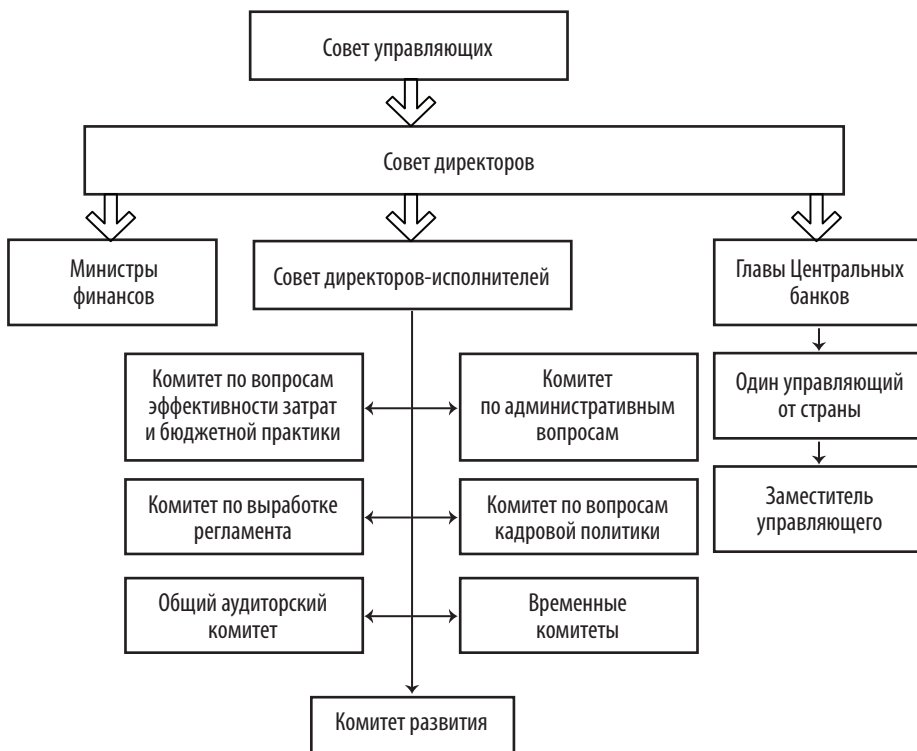 Совет управляющих
Совет директоров
Министры
финансов
Совет директоров-исполнителей
Главы Центральных
банков
Комитет по вопросам
эффективности затрат
и бюджетной практики
Комитет
по административным
вопросам
Один управляющий
от страны
Комитет по выработке
регламента
Комитет по вопросам
кадровой политики
Заместитель
управляющего
Общий аудиторский
комитет
Временные
комитеты
Комитет развития